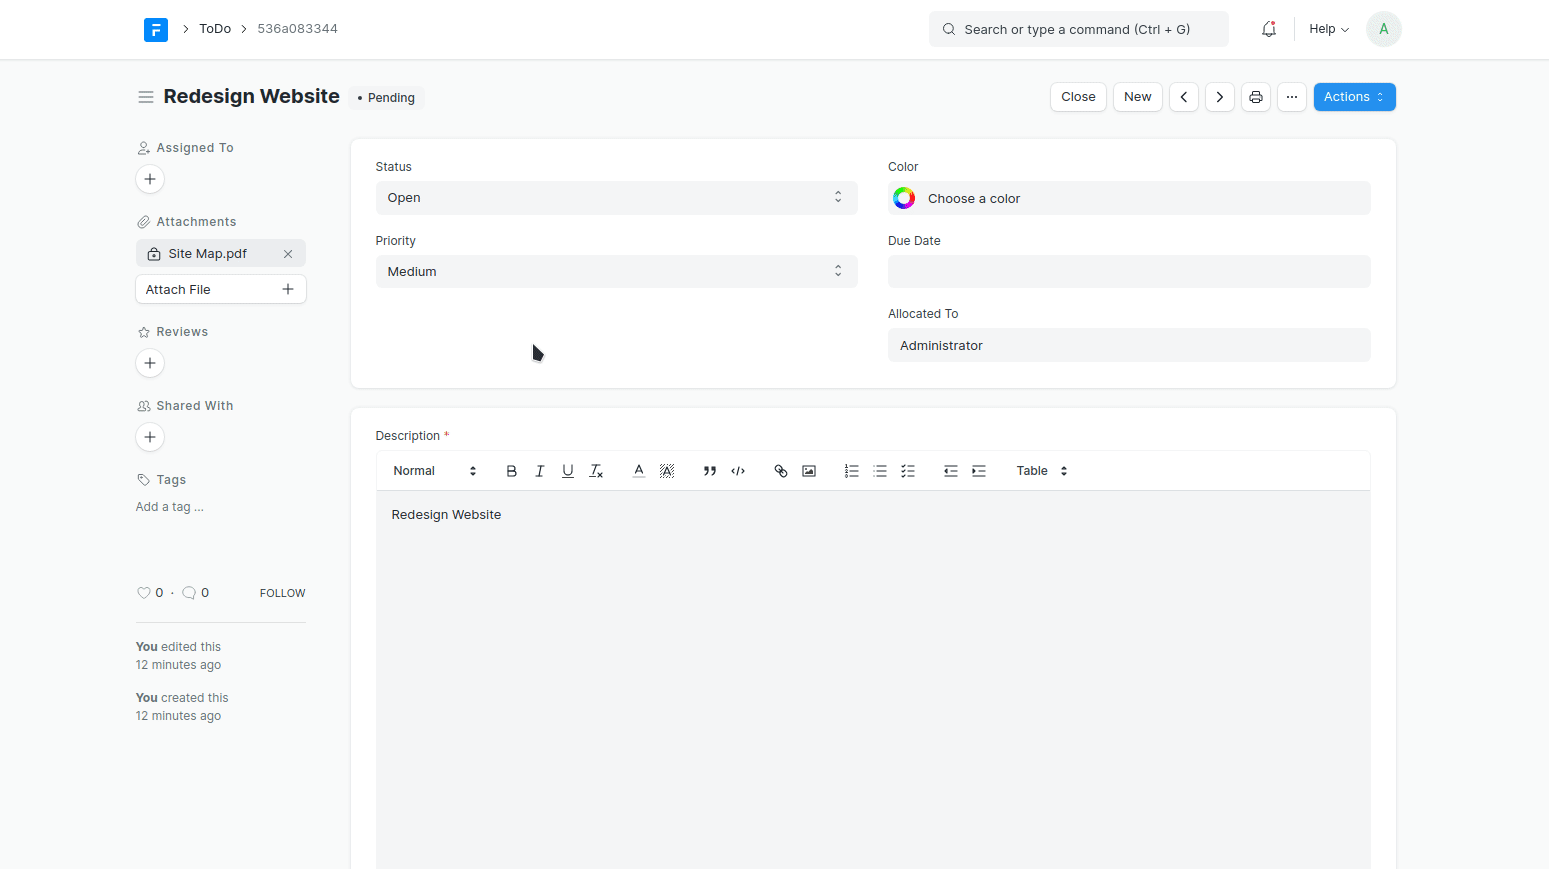 ToDo
536a083344
Search or type a command (Ctrl + G)
Help
A
Redesign Website
• Pending
Close
New
Actions
Assigned To
Attachments
Site Map.pdf
Attach File
Reviews
Shared With
Tags
Add a tag ...
0 · 0
FOLLOW
You edited this
12 minutes ago
You created this
12 minutes ago
Status
Open
Priority
Medium
Color
Choose a color
Due Date
Allocated To
Administrator
Description *
Normal
Table
Redesign Website